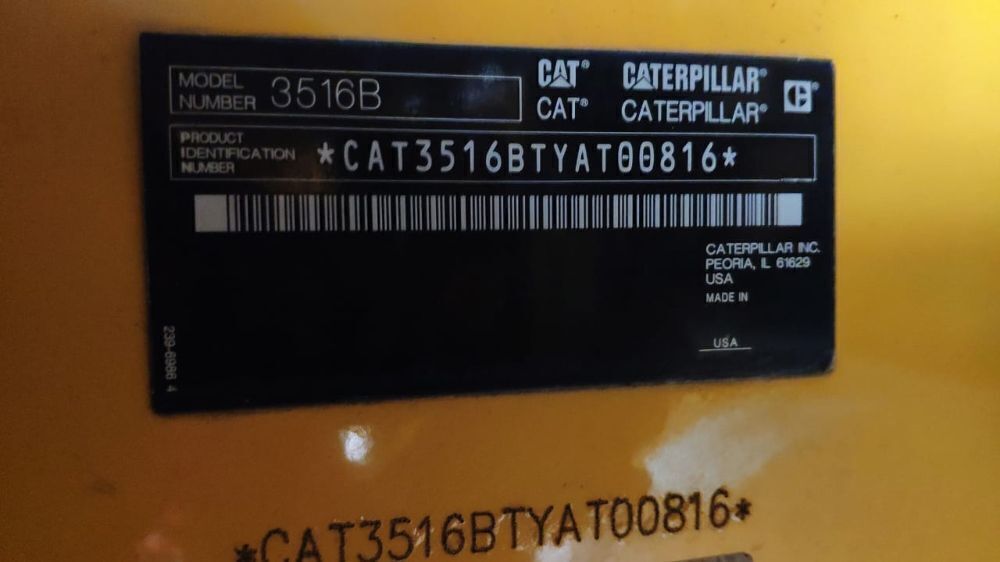 MODEL NUMBER 3516B
CAT® CATERPILLAR®
CAT® CATERPILLAR®
PRODUCT IDENTIFICATION NUMBER *CAT3516BTYAT00816*
CATERPILLAR INC.
PEORIA, IL 61629
USA
MADE IN
USA
239-6986 4
*CAT3516BTYAT00816*